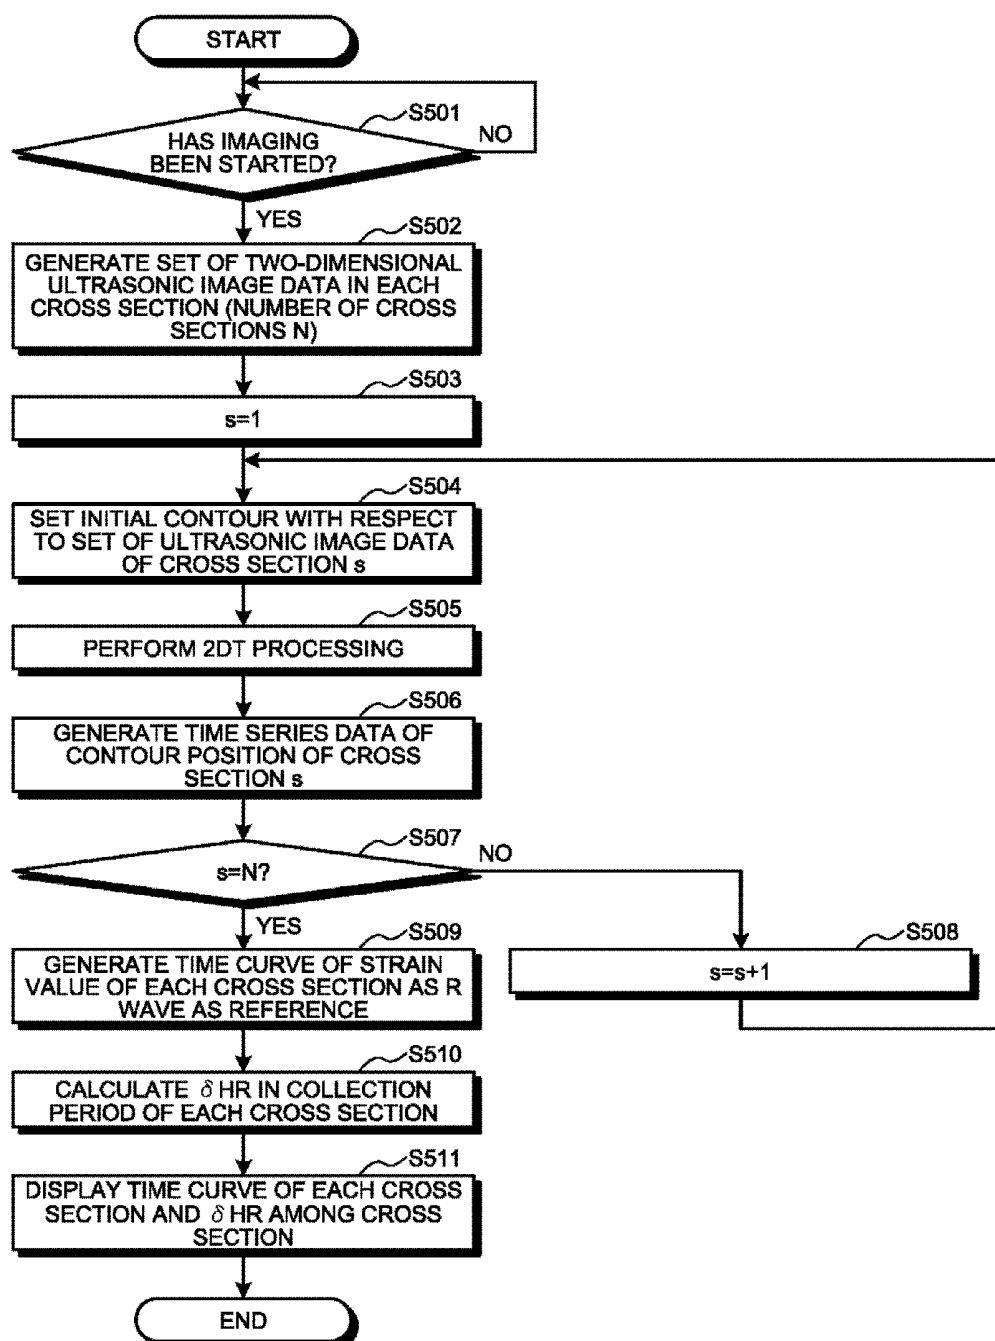 START
S501
HAS IMAGING
BEEN STARTED?
NO
YES
S502
GENERATE SET OF TWO-DIMENSIONAL
ULTRASONIC IMAGE DATA IN EACH
CROSS SECTION (NUMBER OF CROSS
SECTIONS N)
S503
s=1
S504
SET INITIAL CONTOUR WITH RESPECT
TO SET OF ULTRASONIC IMAGE DATA
OF CROSS SECTION s
S505
PERFORM 2DT PROCESSING
S506
GENERATE TIME SERIES DATA OF
CONTOUR POSITION OF CROSS
SECTION s
S507
s=N?
NO
YES
S508
s=s+1
S509
GENERATE TIME CURVE OF STRAIN
VALUE OF EACH CROSS SECTION AS R
WAVE AS REFERENCE
S510
CALCULATE δHR IN COLLECTION
PERIOD OF EACH CROSS SECTION
S511
DISPLAY TIME CURVE OF EACH CROSS
SECTION AND δHR AMONG CROSS
SECTION
END